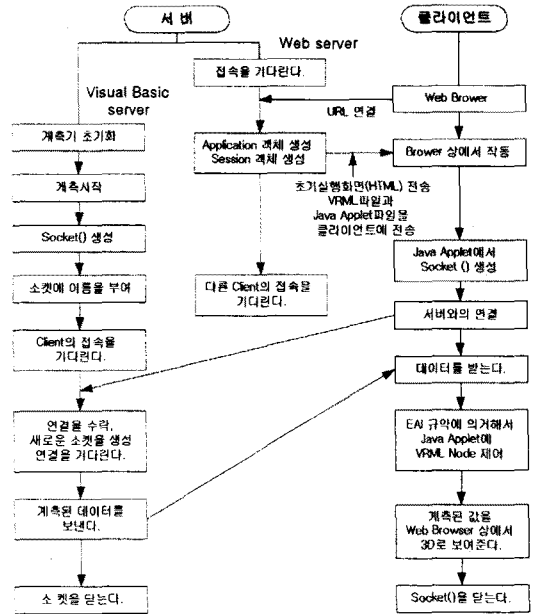 서 버
클라이언트
Web server
Visual Basic
server
접속을 기다린다.
URL 연결
Web Brower
계측기 초기화
Application 객체 생성
Session 객체 생성
Brower 상에서 작동
계측시작
초기실행화면(HTML) 전송
VRML파일과
Java Applet파일을
클라이언트에 전송
Socket() 생성
Java Applet에서
Socket () 생성
소켓에 이름을 부여
다른 Client의 접속을
기다린다.
서버와의 연결
Client의 접속을
기다린다.
데이터를 받는다.
연결을 수락,
새로운 소켓을 생성
연결을 기다린다.
EAI 규약에 의거해서
Java Applet에
VRML Node 제어
계측된 데이터를
보낸다.
계측된 값을
Web Browser 상에서
3D로 보여준다.
소 켓을 닫는다.
Socket()을 닫는다.